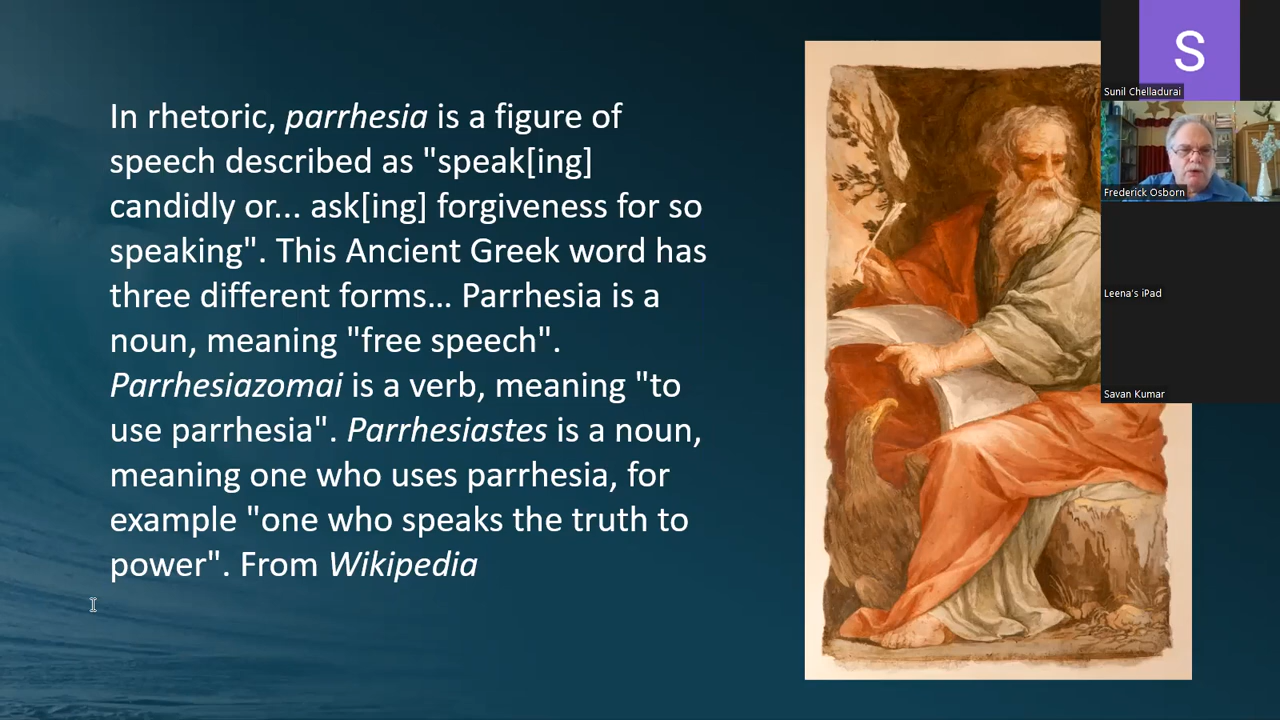 In rhetoric, parrhesia is a figure of
speech described as "speak[ing]
candidly or... ask[ing] forgiveness for so
speaking". This Ancient Greek word has
three different forms... Parrhesia is a
noun, meaning "free speech".
Parrhesiazomai is a verb, meaning "to
use parrhesia". Parrhesiastes is a noun,
meaning one who uses parrhesia, for
example "one who speaks the truth to
power". From Wikipedia
S
Sunil Chelladurai
Frederick Osborn
Leena's iPad
Savan Kumar